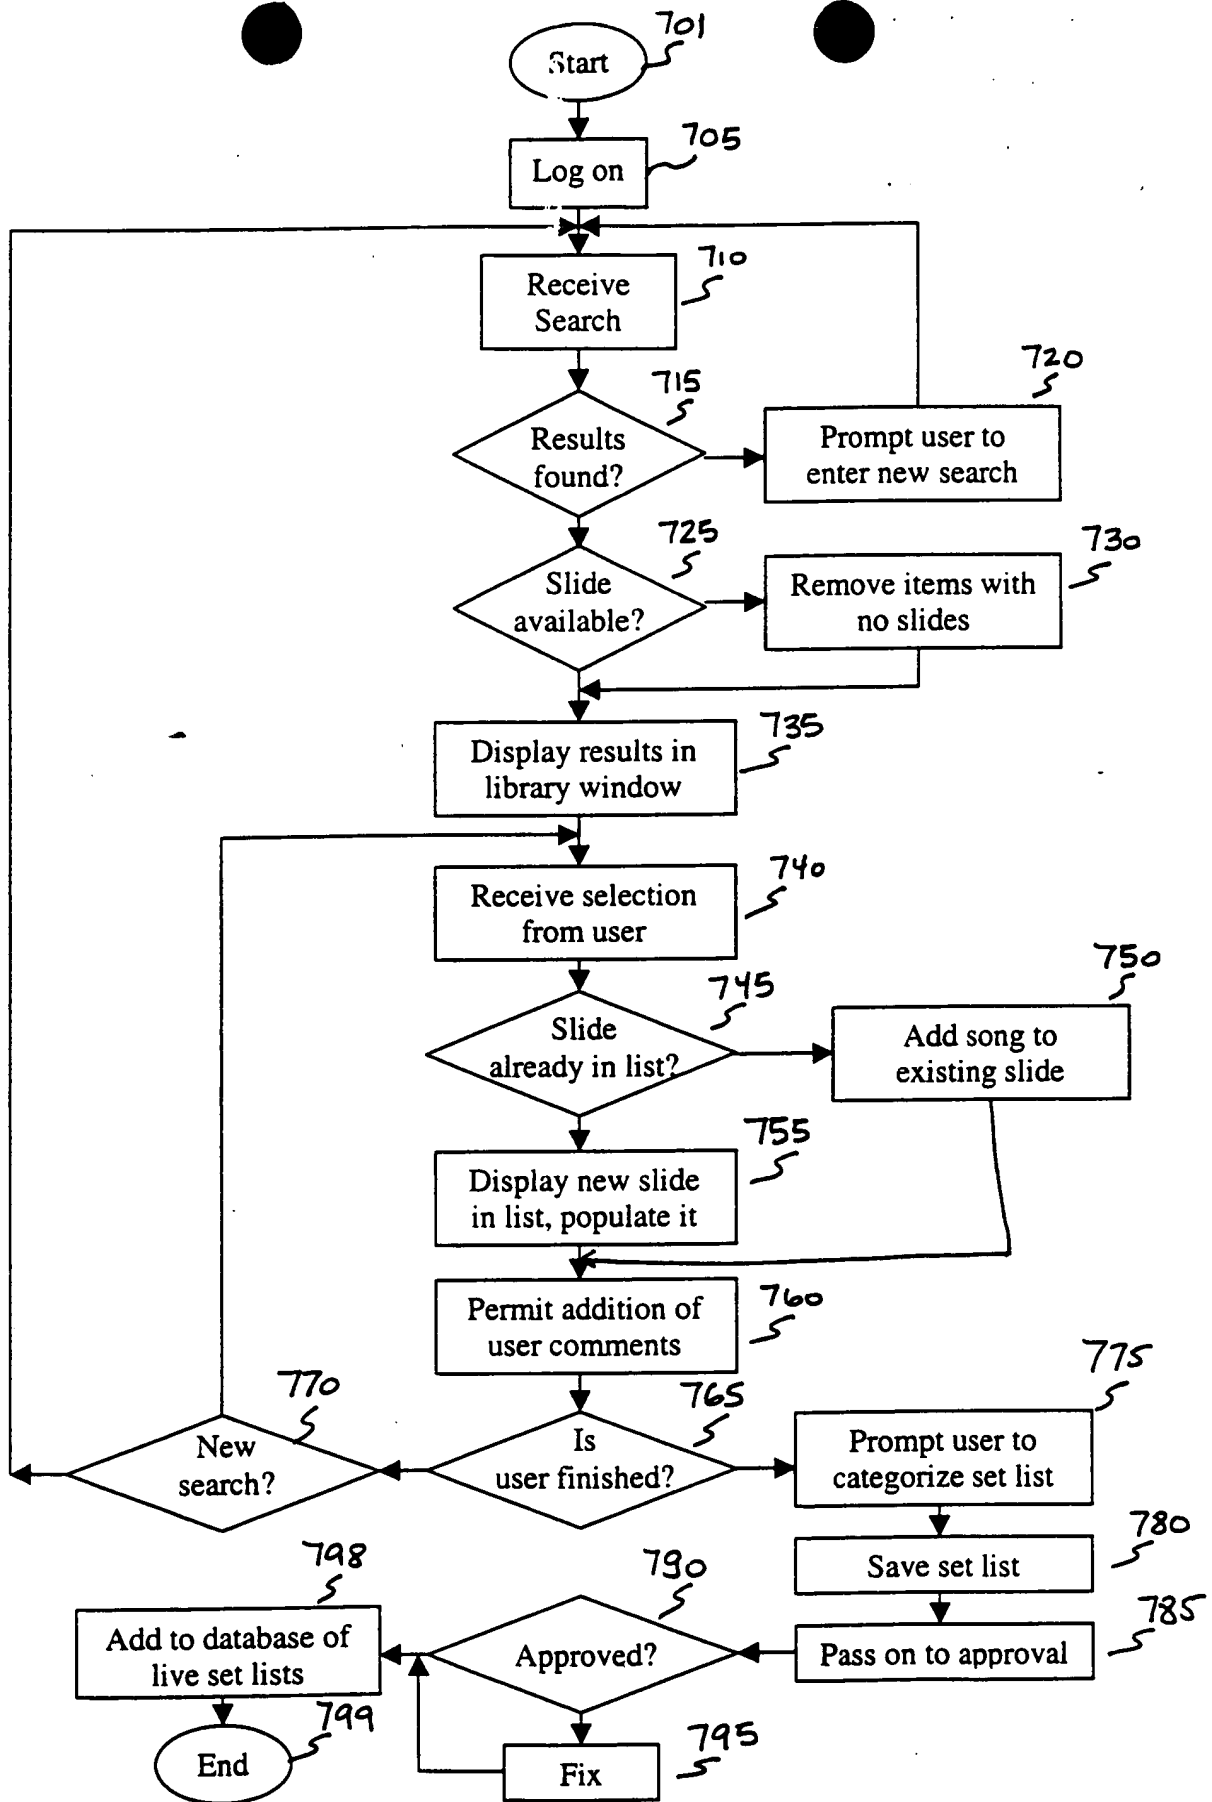 701
Start
705
Log on
710
Receive
Search
715
Results
found?
720
Prompt user to
enter new search
725
Slide
available?
730
Remove items with
no slides
735
Display results in
library window
740
Receive selection
from user
745
Slide
already in list?
750
Add song to
existing slide
755
Display new slide
in list, populate it
760
Permit addition of
user comments
765
Is
user finished?
770
New
search?
775
Prompt user to
categorize set list
780
Save set list
785
Pass on to approval
790
Approved?
795
Fix
798
Add to database of
live set lists
799
End